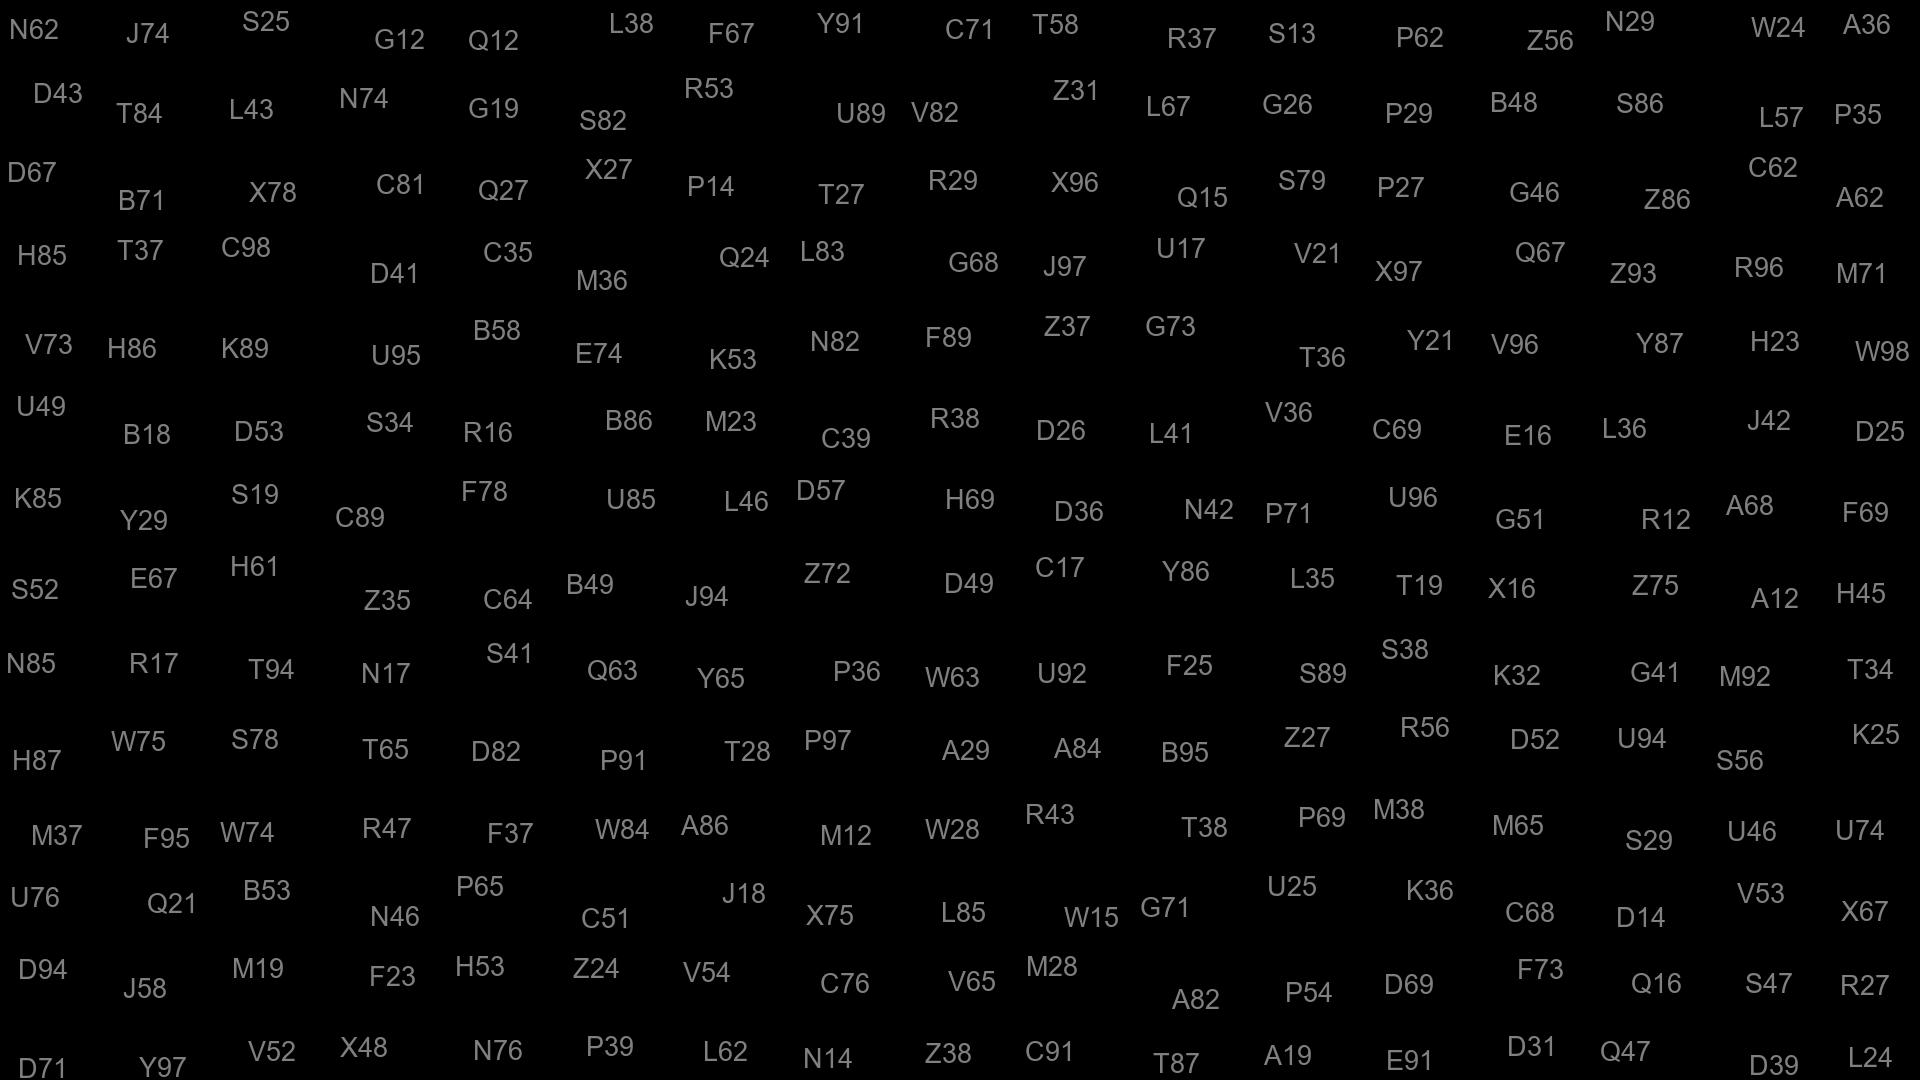 N62 J74 S25 G12 Q12 L38 F67 Y91 C71 T58 R37 S13 P62 Z56 N29 W24 A36
D43 T84 L43 N74 G19 S82 R53 U89 V82 Z31 L67 G26 P29 B48 S86 L57 P35
D67 B71 X78 C81 Q27 X27 P14 T27 R29 X96 Q15 S79 P27 G46 Z86 C62 A62
H85 T37 C98 D41 C35 M36 Q24 L83 G68 J97 U17 V21 X97 Q67 Z93 R96 M71
V73 H86 K89 U95 B58 E74 K53 N82 F89 Z37 G73 T36 Y21 V96 Y87 H23 W98
U49 B18 D53 S34 R16 B86 M23 C39 R38 D26 L41 V36 C69 E16 L36 J42 D25
K85 Y29 S19 C89 F78 U85 L46 D57 H69 D36 N42 P71 U96 G51 R12 A68 F69
S52 E67 H61 Z35 C64 B49 J94 Z72 D49 C17 Y86 L35 T19 X16 Z75 A12 H45
N85 R17 T94 N17 S41 Q63 Y65 P36 W63 U92 F25 S89 S38 K32 G41 M92 T34
H87 W75 S78 T65 D82 P91 T28 P97 A29 A84 B95 Z27 R56 D52 U94 S56 K25
M37 F95 W74 R47 F37 W84 A86 M12 W28 R43 T38 P69 M38 M65 S29 U46 U74
U76 Q21 B53 N46 P65 C51 J18 X75 L85 W15 G71 U25 K36 C68 D14 V53 X67
D94 J58 M19 F23 H53 Z24 V54 C76 V65 M28 A82 P54 D69 F73 Q16 S47 R27
D71 Y97 V52 X48 N76 P39 L62 N14 Z38 C91 T87 A19 E91 D31 Q47 D39 L24